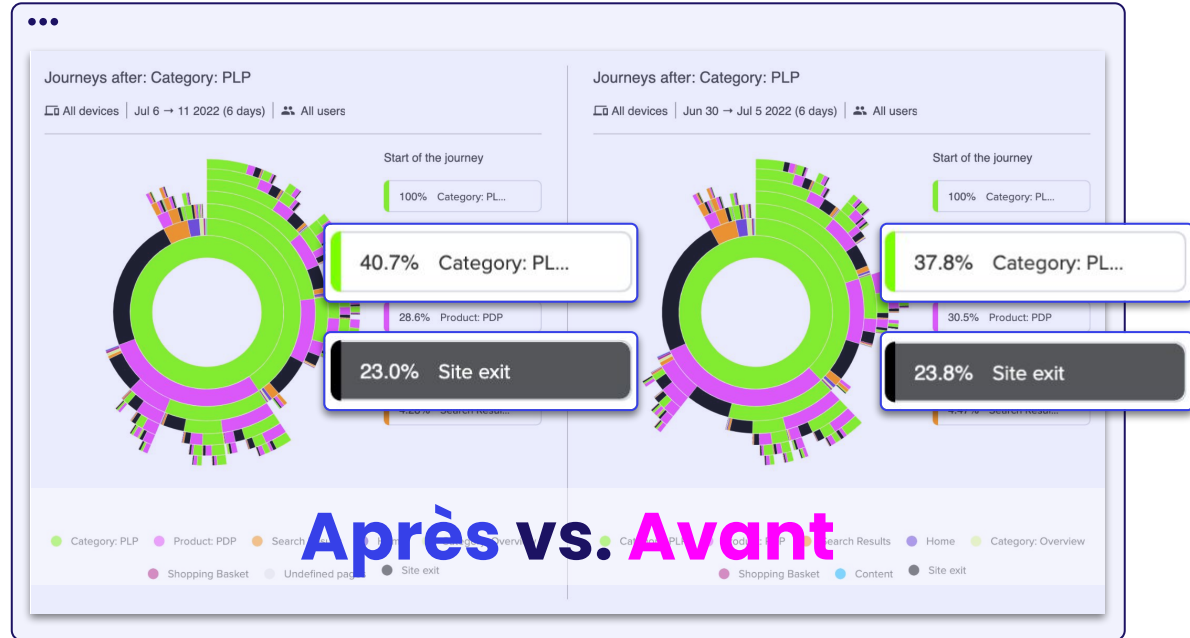 Journeys after: Category: PLP
All devices | Jul 6 → 11 2022 (6 days) | All users
Start of the journey
100% Category: PL...
40.7% Category: PL...
28.6% Product: PDP
23.0% Site exit
Category: PLP
Product: PDP
Search
Shopping Basket
Undefined
Site exit
Journeys after: Category: PLP
All devices | Jun 30 → Jul 5 2022 (6 days) | All users
Start of the journey
100% Category: PL...
37.8% Category: PL...
30.5% Product: PDP
23.8% Site exit
Search Results
Home
Category: Overview
Shopping Basket
Content
Site exit
Après vs. Avant